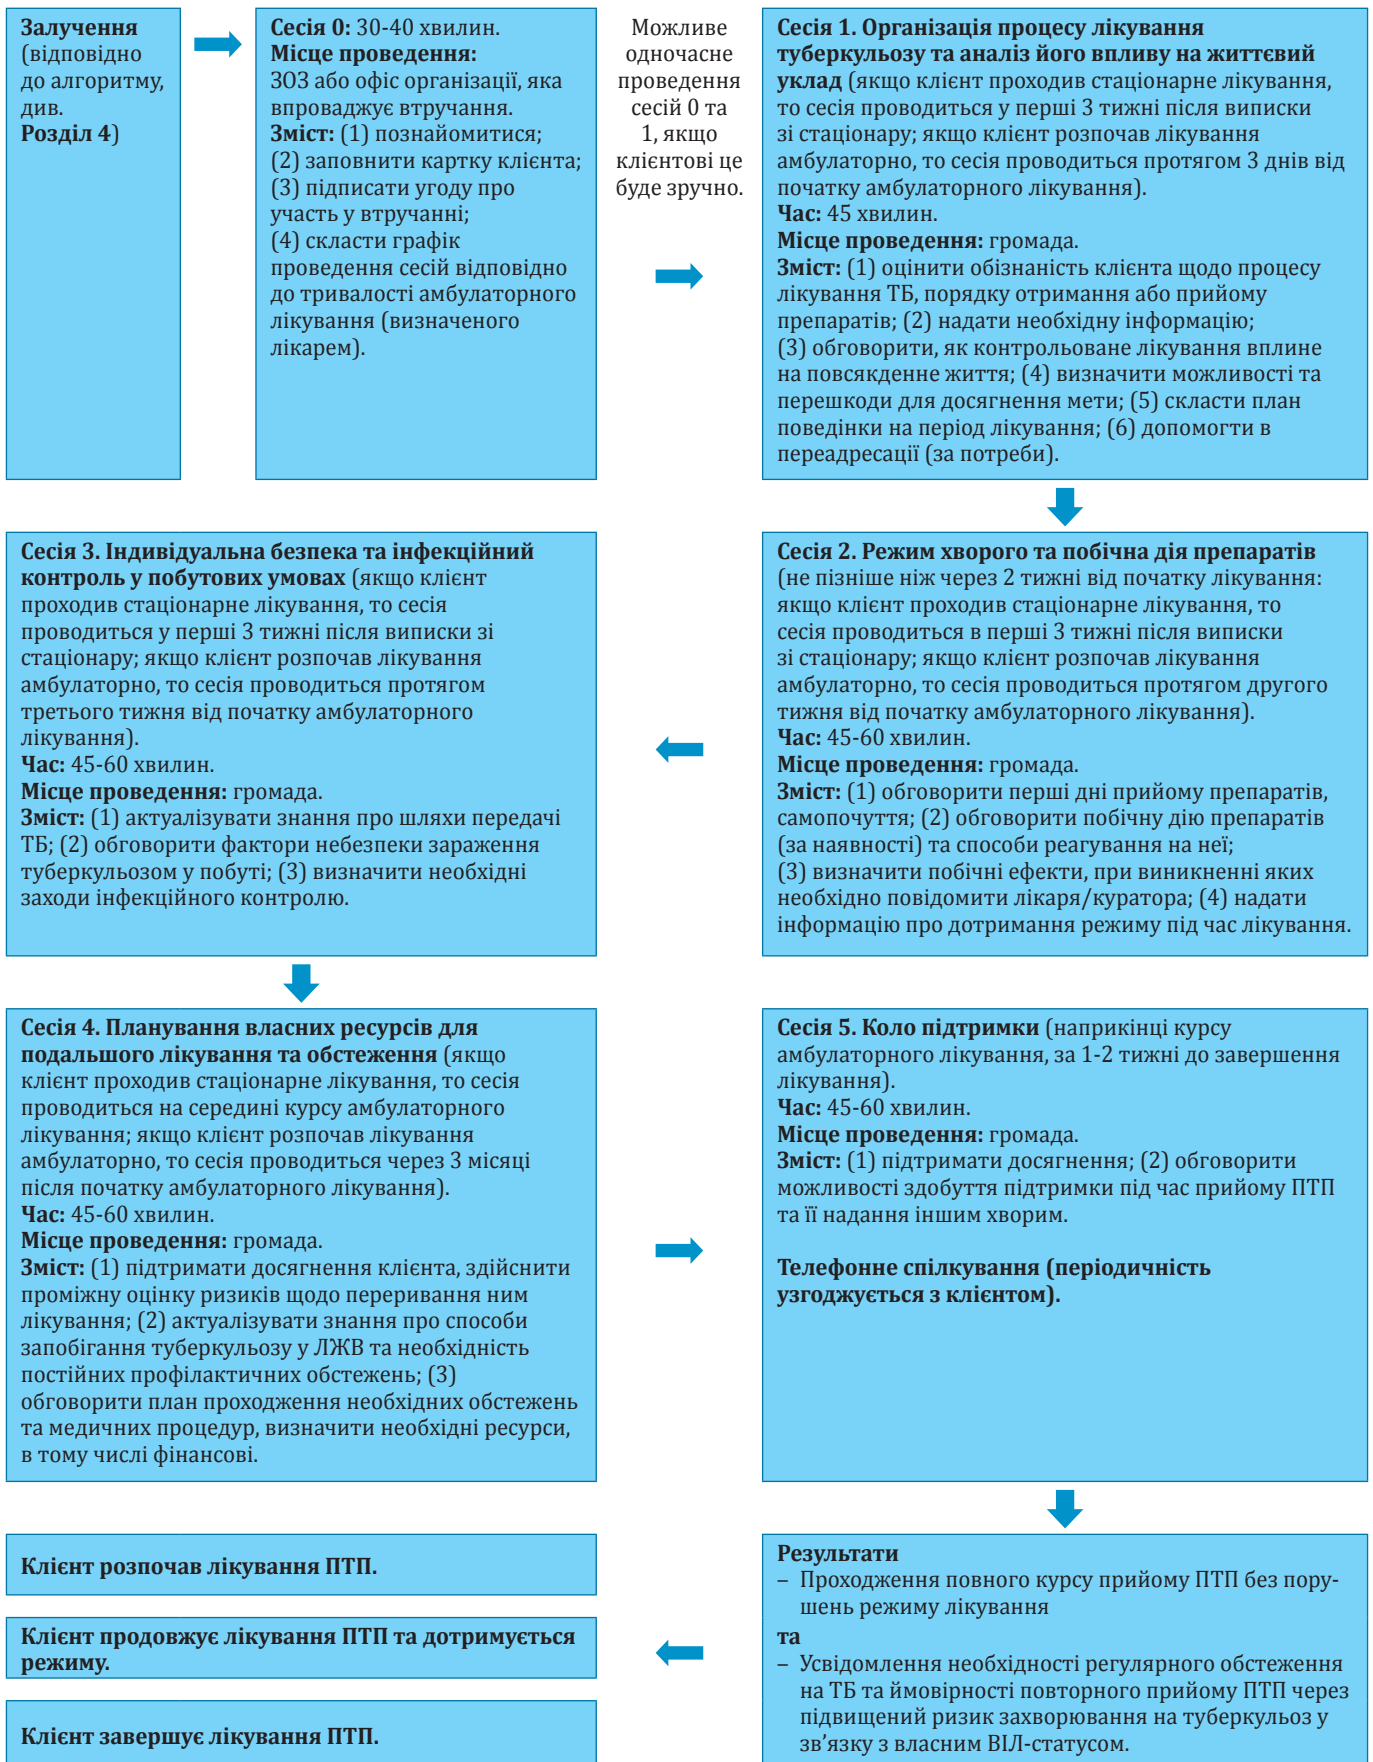 Залучення
(відповідно
до алгоритму,
див.
Розділ 4)
Сесія 0: 30-40 хвилин.
Місце проведення:
ЗОЗ або офіс організації, яка
впроваджує втручання.
Зміст: (1) познайомитися;
(2) заповнити картку клієнта;
(3) підписати угоду про
участь у втручанні;
(4) скласти графік
проведення сесій відповідно
до тривалості амбулаторного
лікування (визначеного
лікарем).
Можливе
одночасне
проведення
сесій 0 та
1, якщо
клієнтові це
буде зручно.
Сесія 1. Організація процесу лікування
туберкульозу та аналіз його впливу на життєвий
уклад (якщо клієнт проходив стаціонарне лікування,
то сесія проводиться у перші 3 тижні після виписки
зі стаціонару; якщо клієнт розпочав лікування
амбулаторно, то сесія проводиться протягом 3 днів від
початку амбулаторного лікування).
Час: 45 хвилин.
Місце проведення: громада.
Зміст: (1) оцінити обізнаність клієнта щодо процесу
лікування ТБ, порядку отримання або прийому
препаратів; (2) надати необхідну інформацію;
(3) обговорити, як контрольоване лікування вплине
на повсякденне життя; (4) визначити можливості та
перешкоди для досягнення мети; (5) скласти план
поведінки на період лікування; (6) допомогти в
переадресації (за потреби).
Сесія 2. Режим хворого та побічна дія препаратів
(не пізніше ніж через 2 тижні від початку лікування:
якщо клієнт проходив стаціонарне лікування, то
сесія проводиться в перші 3 тижні після виписки
зі стаціонару; якщо клієнт розпочав лікування
амбулаторно, то сесія проводиться протягом другого
тижня від початку амбулаторного лікування).
Час: 45-60 хвилин.
Місце проведення: громада.
Зміст: (1) обговорити перші дні прийому препаратів,
самопочуття; (2) обговорити побічну дію препаратів
(за наявності) та способи реагування на неї;
(3) визначити побічні ефекти, при виникненні яких
необхідно повідомити лікаря/куратора; (4) надати
інформацію про дотримання режиму під час лікування.
Сесія 3. Індивідуальна безпека та інфекційний
контроль у побутових умовах (якщо клієнт
проходив стаціонарне лікування, то сесія
проводиться у перші 3 тижні після виписки зі
стаціонару; якщо клієнт розпочав лікування
амбулаторно, то сесія проводиться протягом
третього тижня від початку амбулаторного
лікування).
Час: 45-60 хвилин.
Місце проведення: громада.
Зміст: (1) актуалізувати знання про шляхи передачі
ТБ; (2) обговорити фактори небезпеки зараження
туберкульозом у побуті; (3) визначити необхідні
заходи інфекційного контролю.
Сесія 4. Планування власних ресурсів для
подальшого лікування та обстеження (якщо
клієнт проходив стаціонарне лікування, то сесія
проводиться на середині курсу амбулаторного
лікування; якщо клієнт розпочав лікування
амбулаторно, то сесія проводиться через 3 місяці
після початку амбулаторного лікування).
Час: 45-60 хвилин.
Місце проведення: громада.
Зміст: (1) підтримати досягнення клієнта, здійснити
проміжну оцінку ризиків щодо переривання ним
лікування; (2) актуалізувати знання про способи
запобігання туберкульозу у ЛЖВ та необхідність
постійних профілактичних обстежень; (3)
обговорити план проходження необхідних обстежень
та медичних процедур, визначити необхідні ресурси,
в тому числі фінансові.
Сесія 5. Коло підтримки (наприкінці курсу
амбулаторного лікування, за 1-2 тижні до завершення
лікування).
Час: 45-60 хвилин.
Місце проведення: громада.
Зміст: (1) підтримати досягнення; (2) обговорити
можливості здобуття підтримки під час прийому ПТП
та її надання іншим хворим.
Телефонне спілкування (періодичність
узгоджується з клієнтом).
Результати
– Проходження повного курсу прийому ПТП без пору-
шень режиму лікування
та
– Усвідомлення необхідності регулярного обстеження
на ТБ та ймовірності повторного прийому ПТП через
підвищений ризик захворювання на туберкульоз у
зв’язку з власним ВІЛ-статусом.
Клієнт розпочав лікування ПТП.
Клієнт продовжує лікування ПТП та дотримується
режиму.
Клієнт завершує лікування ПТП.